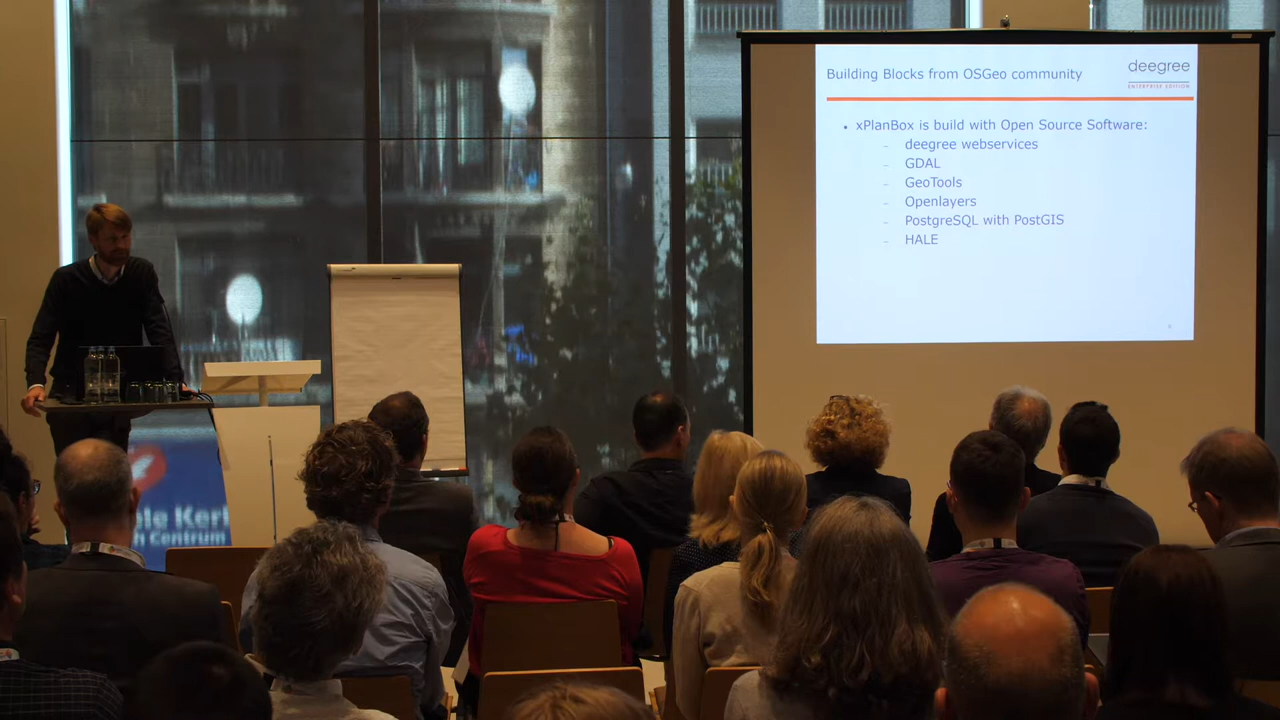 Building Blocks from OSGeo community
deegree
ENTERPRISE EDITION
• xPlanBox is build with Open Source Software:
– deegree webservices
– GDAL
– GeoTools
– Openlayers
– PostgreSQL with PostGIS
– HALE
Centrum